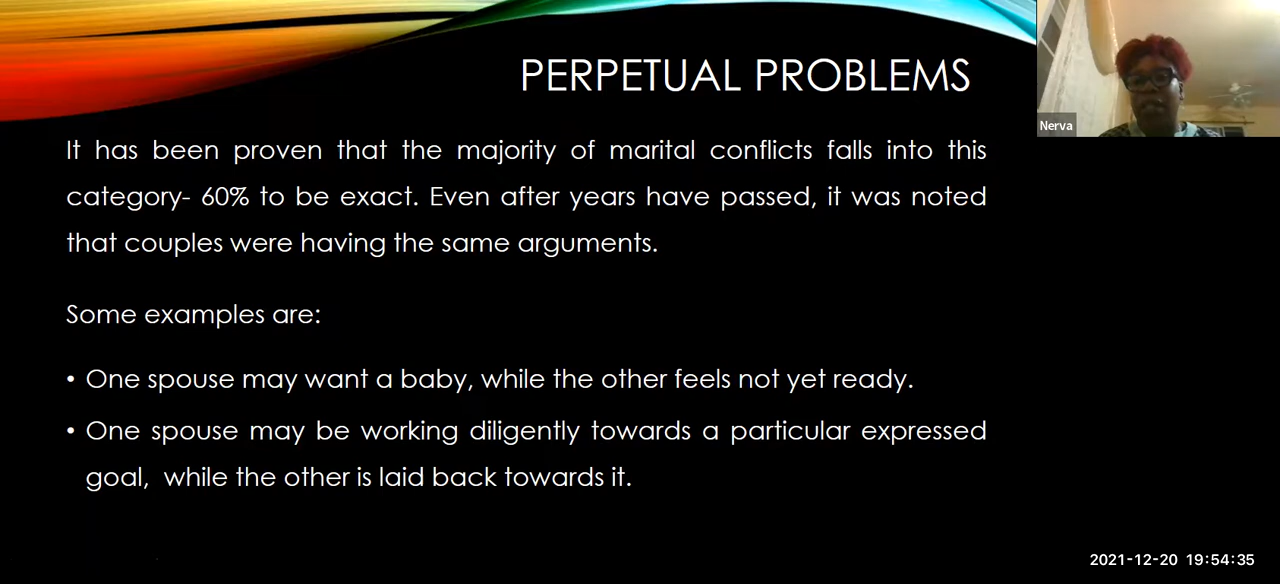 PERPETUAL PROBLEMS
Nerva
It has been proven that the majority of marital conflicts falls into this
category- 60% to be exact. Even after years have passed, it was noted
that couples were having the same arguments.
Some examples are:
• One spouse may want a baby, while the other feels not yet ready.
• One spouse may be working diligently towards a particular expressed
goal,  while the other is laid back towards it.
2021-12-20 19:54:35